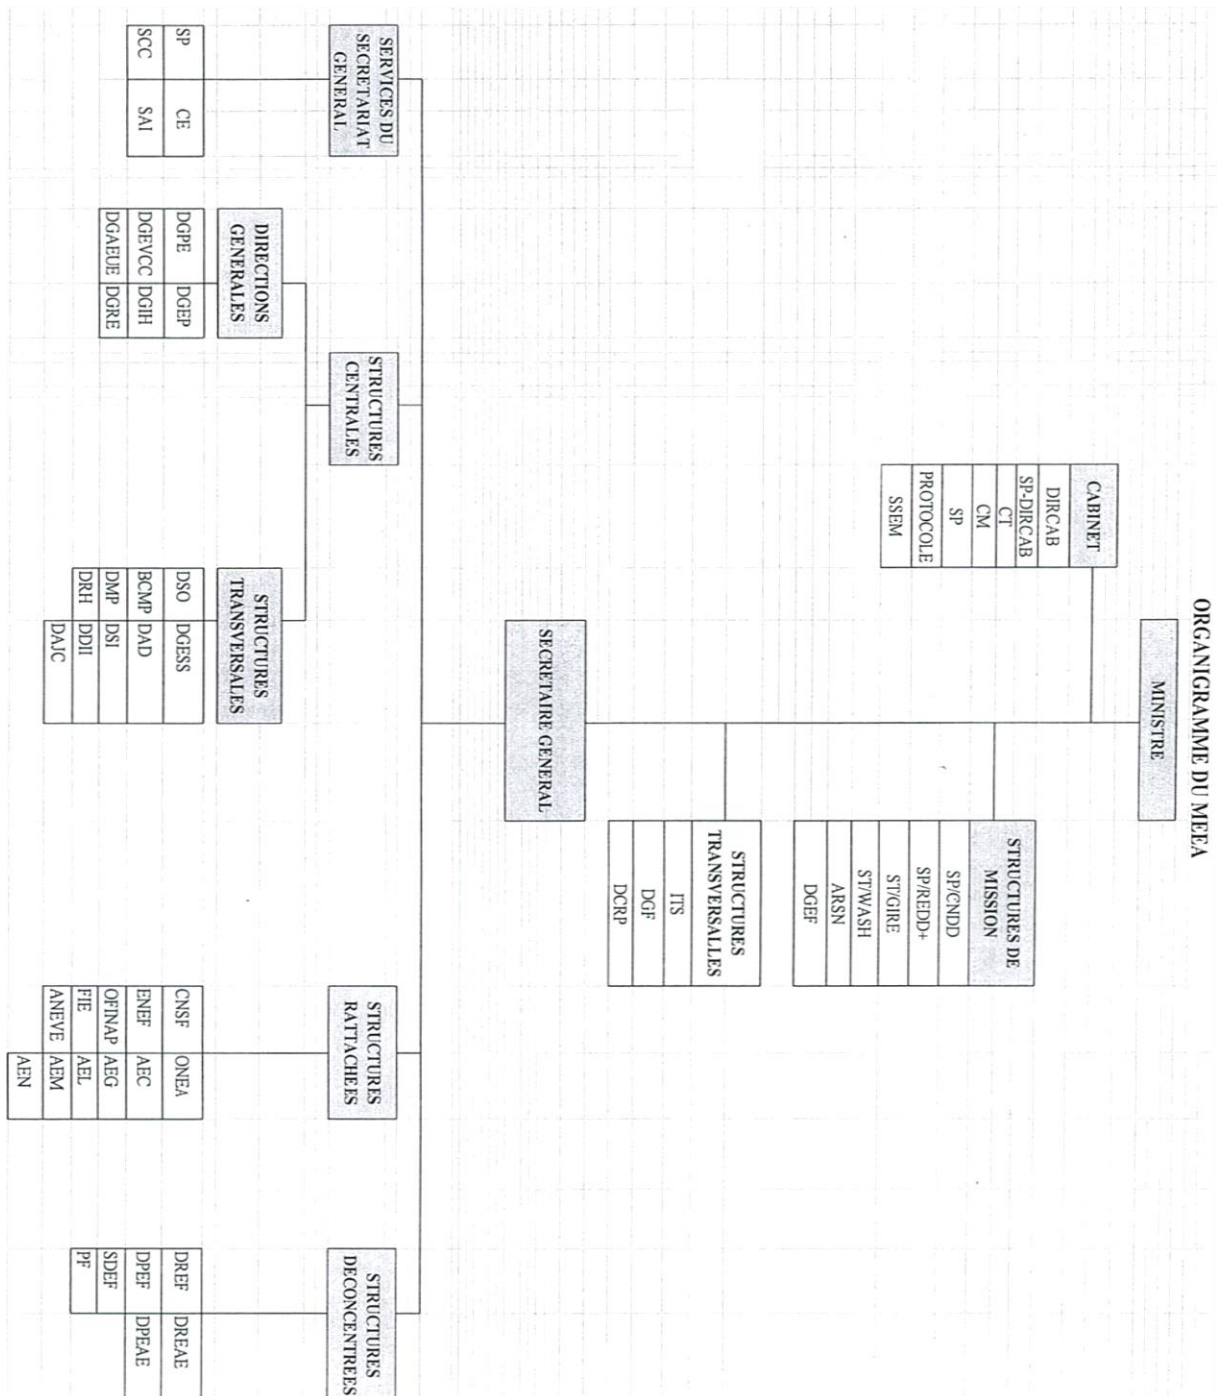 ORGANIGRAMME DU MEEA
MINISTRE
CABINET
DIRCAB
SP-DIRCAB
CT
CM
SP
PROTOCOLE
SSEM
STRUCTURES DE
MISSION
SP/CNDD
SP/REDD+
ST/GIRE
ST/WASH
ARSN
DGEF
STRUCTURES
TRANSVERSALLES
ITS
DGF
DCRP
SECRETAIRE GENERAL
SERVICES DU
SECRETARIAT
GENERAL
SP CE
SCC SAI
STRUCTURES
CENTRALES
DIRECTIONS
GENERALES
DGPE DGEP
DGEVCC DGIH
DGAEUE DGRE
STRUCTURES
TRANSVERSALES
DSO DGESS
BCMP DAD
DMP DSI
DRH DDII
DAJC
STRUCTURES
RATTACHEES
CNSF ONEA
ENEF AEC
OFINAP AEG
FIE AEL
ANEVE AEM
AEN
STRUCTURES
DECONCENTREES
DREF DREAE
DPEF DPEAE
SDEF
PF